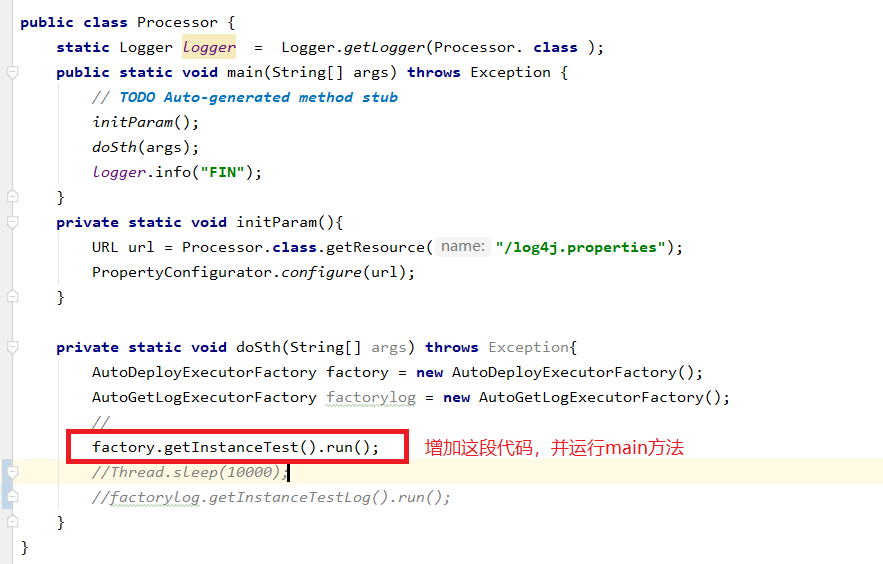 public class Processor {
static Logger logger = Logger.getLogger(Processor. class );
public static void main(String[] args) throws Exception {
// TODO Auto-generated method stub
initParam();
doSth(args);
logger.info("FIN");
}
private static void initParam(){
URL url = Processor.class.getResource( name: "/log4j.properties");
PropertyConfigurator.configure(url);
}
private static void doSth(String[] args) throws Exception{
AutoDeployExecutorFactory factory = new AutoDeployExecutorFactory();
AutoGetLogExecutorFactory factorylog = new AutoGetLogExecutorFactory();
//
factory.getInstanceTest().run(); 增加这段代码，并运行main方法
//Thread.sleep(10000);
//factorylog.getInstanceTestLog().run();
}
}